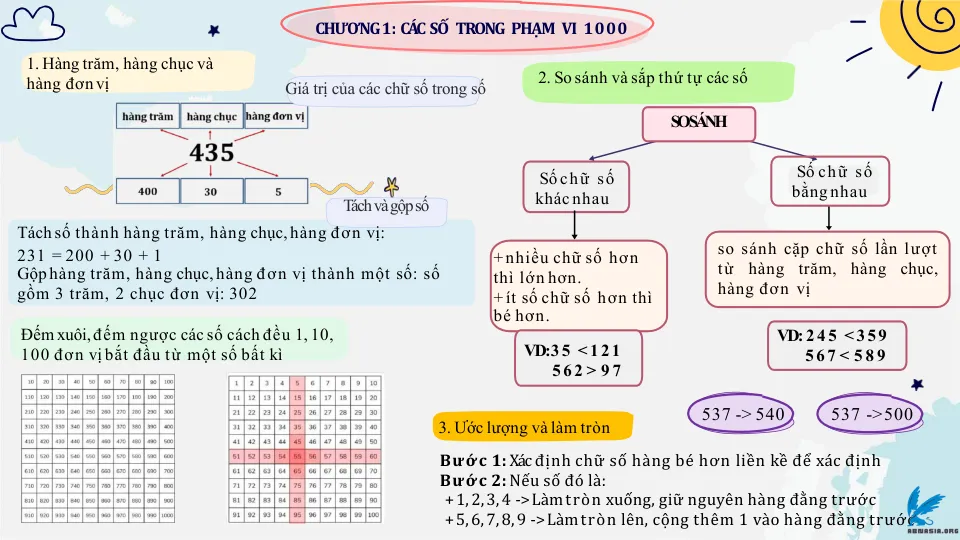 CHƯƠNG 1: CÁC SỐ TRONG PHẠM VI 1000
1. Hàng trăm, hàng chục và
hàng đơn vị
Giá trị của các chữ số trong số
hàng trăm hàng chục hàng đơn vị
435
400 30 5
Tách và gộp số
Tách số thành hàng trăm, hàng chục, hàng đơn vị:
231 = 200 + 30 + 1
Gộp hàng trăm, hàng chục, hàng đơn vị thành một số: số
gồm 3 trăm, 2 chục đơn vị: 302
Đếm xuôi, đếm ngược các số cách đều 1, 10,
100 đơn vị bắt đầu từ một số bất kì
10 20 30 40 50 60 70 80 90 100
110 120 130 140 150 160 170 180 190 200
210 220 230 240 250 260 270 280 290 300
310 320 330 340 350 360 370 380 390 400
410 420 430 440 450 460 470 480 490 500
510 520 530 540 550 560 570 580 590 600
610 620 630 640 650 660 670 680 690 700
710 720 730 740 750 760 770 780 790 800
810 820 830 840 850 860 870 880 890 900
910 920 930 940 950 960 970 980 990 1000
1 2 3 4 5 6 7 8 9 10
11 12 13 14 15 16 17 18 19 20
21 22 23 24 25 26 27 28 29 30
31 32 33 34 35 36 37 38 39 40
41 42 43 44 45 46 47 48 49 50
51 52 53 54 55 56 57 58 59 60
61 62 63 64 65 66 67 68 69 70
71 72 73 74 75 76 77 78 79 80
81 82 83 84 85 86 87 88 89 90
91 92 93 94 95 96 97 98 99 100
2. So sánh và sắp thứ tự các số
SO SÁNH
Số chữ số
khác nhau
Số chữ số
bằng nhau
+ nhiều chữ số hơn
thì lớn hơn.
+ ít số chữ số hơn thì
bé hơn.
so sánh cặp chữ số lần lượt
từ hàng trăm, hàng chục,
hàng đơn vị
VD: 35 < 121
562 > 97
VD: 245 < 359
567 < 589
3. Ước lượng và làm tròn
537 -> 540
537 -> 500
Bước 1: Xác định chữ số hàng bé hơn liền kề để xác định
Bước 2: Nếu số đó là:
+ 1, 2, 3, 4 -> Làm tròn xuống, giữ nguyên hàng đằng trước
+ 5, 6, 7, 8, 9 -> Làm tròn lên, cộng thêm 1 vào hàng đằng trước
ABMASIA.ORG